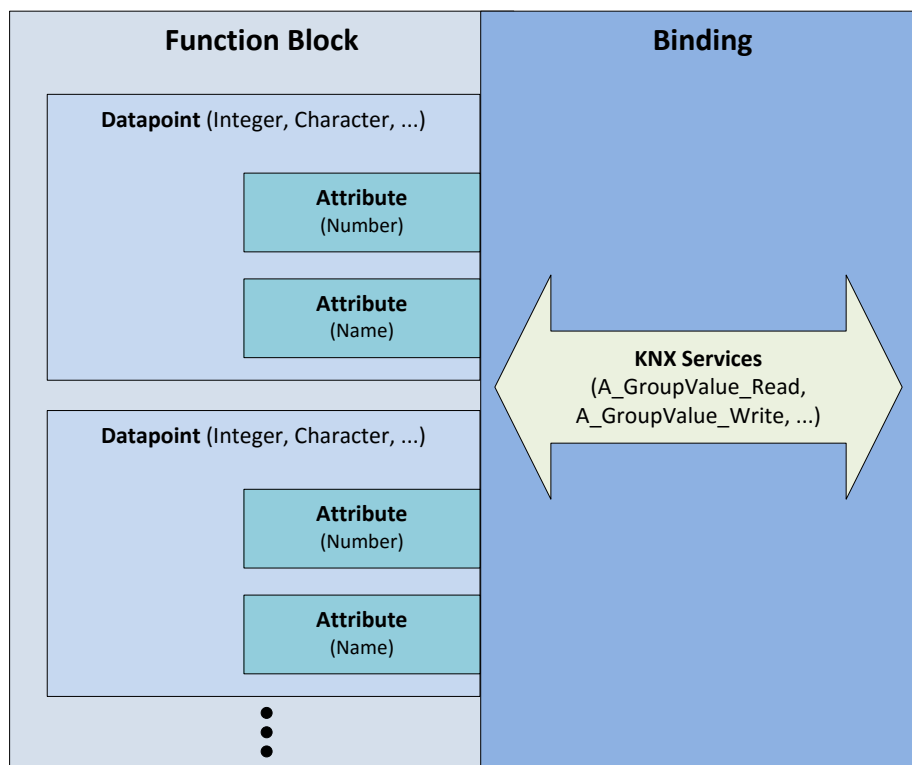 Function Block
Binding
Datapoint (Integer, Character, ...)
Attribute
(Number)
Attribute
(Name)
KNX Services
(A_GroupValue_Read,
A_GroupValue_Write, ...)
Datapoint (Integer, Character, ...)
Attribute
(Number)
Attribute
(Name)